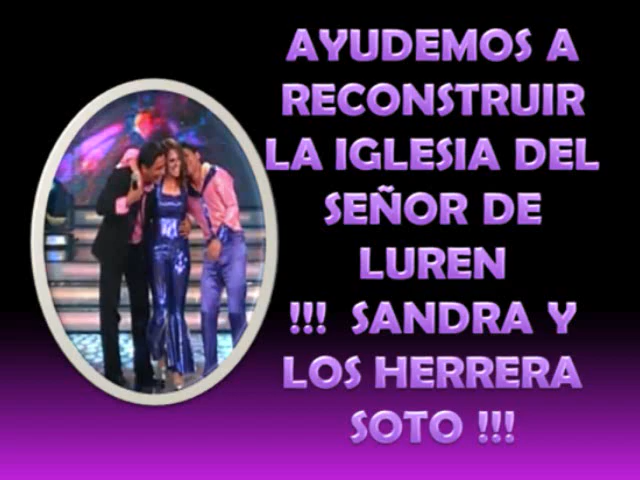 AYUDEMOS A
RECONSTRUIR
LA IGLESIA DEL
SEÑOR DE
LUREN
!!! SANDRA Y
LOS HERRERA
SOTO !!!